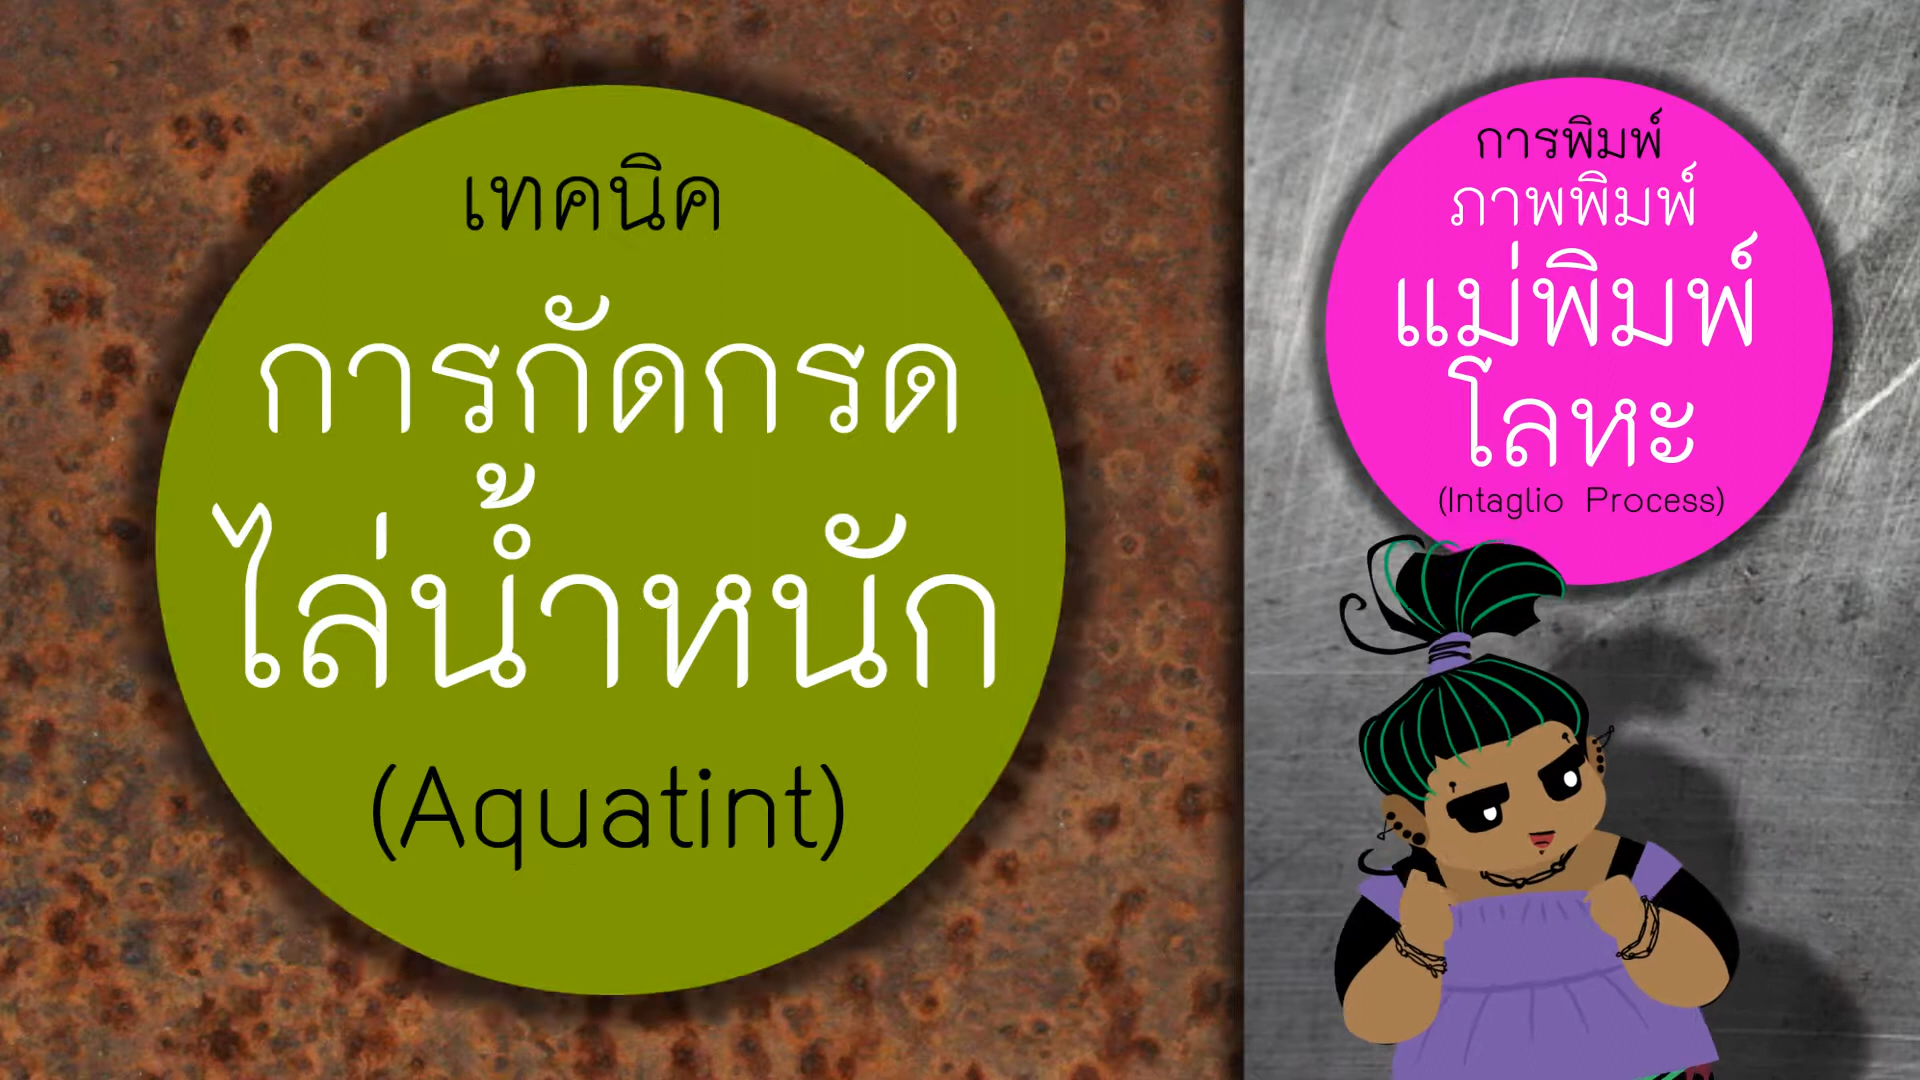 เทคนิค
การกัดกรด
ไล่น้ำหนัก
(Aquatint)
การพิมพ์
ภาพพิมพ์
แม่พิมพ์
โลหะ
(Intaglio Process)